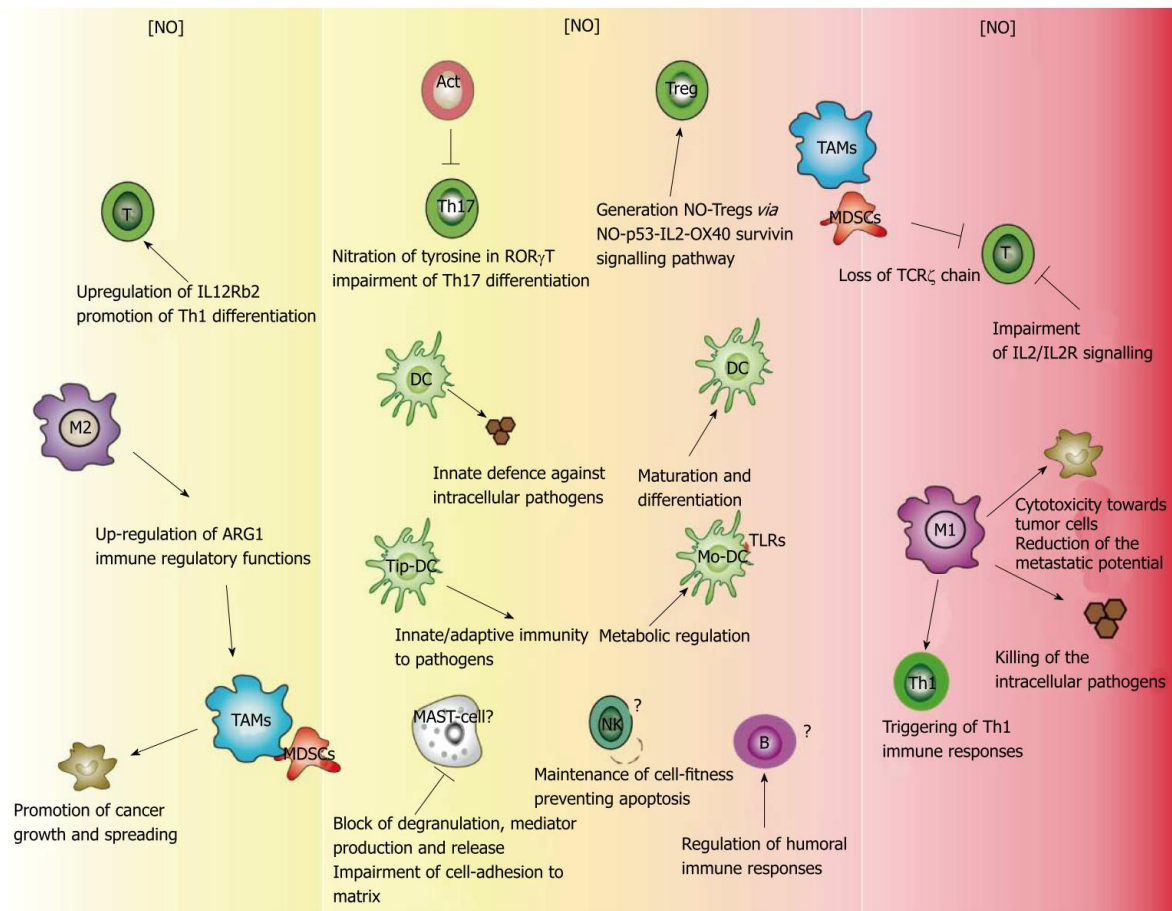 [NO]
[NO]
[NO]
Act
Treg
TAMs
T
Th17
MDSCs
T
Generation NO-Tregs via
NO-p53-IL2-OX40 survivin
signalling pathway
Nitration of tyrosine in RORγT
impairment of Th17 differentiation
Loss of TCRζ chain
Upregulation of IL12Rb2
promotion of Th1 differentiation
Impairment
of IL2/IL2R signalling
DC
DC
M2
Innate defence against
intracellular pathogens
Maturation and
differentiation
M1
Cytotoxicity towards
tumor cells
Reduction of the
metastatic potential
Up-regulation of ARG1
immune regulatory functions
Tip-DC
Mo-DC
TLRs
Innate/adaptive immunity
to pathogens
Metabolic regulation
Killing of the
intracellular pathogens
Th1
TAMs
MDSCs
MAST-cell?
NK
?
B
?
Triggering of Th1
immune responses
Maintenance of cell-fitness
preventing apoptosis
Promotion of cancer
growth and spreading
Block of degranulation, mediator
production and release
Impairment of cell-adhesion to
matrix
Regulation of humoral
immune responses